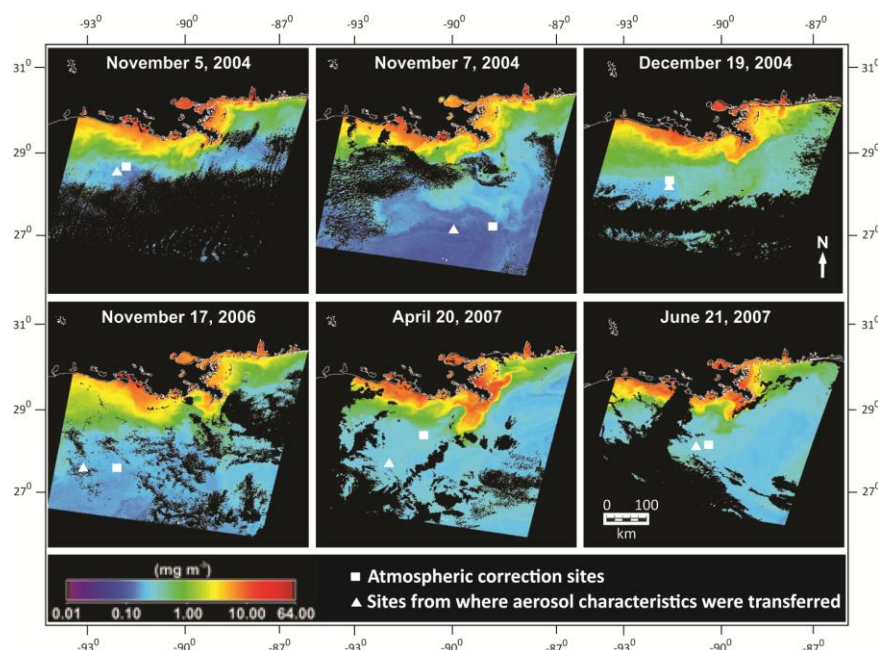 -93⁰ -90⁰ -87⁰ -93⁰ -90⁰ -87⁰ -93⁰ -90⁰ -87⁰
November 5, 2004 November 7, 2004 December 19, 2004
31⁰ 31⁰
29⁰ 29⁰
27⁰ 27⁰
N
November 17, 2006 April 20, 2007 June 21, 2007
31⁰ 31⁰
29⁰ 29⁰
27⁰ 27⁰
0 100
km
(mg m⁻³)
0.01 0.10 1.00 10.00 64.00
Atmospheric correction sites
Sites from where aerosol characteristics were transferred
-93⁰ -90⁰ -87⁰ -93⁰ -90⁰ -87⁰ -93⁰ -90⁰ -87⁰